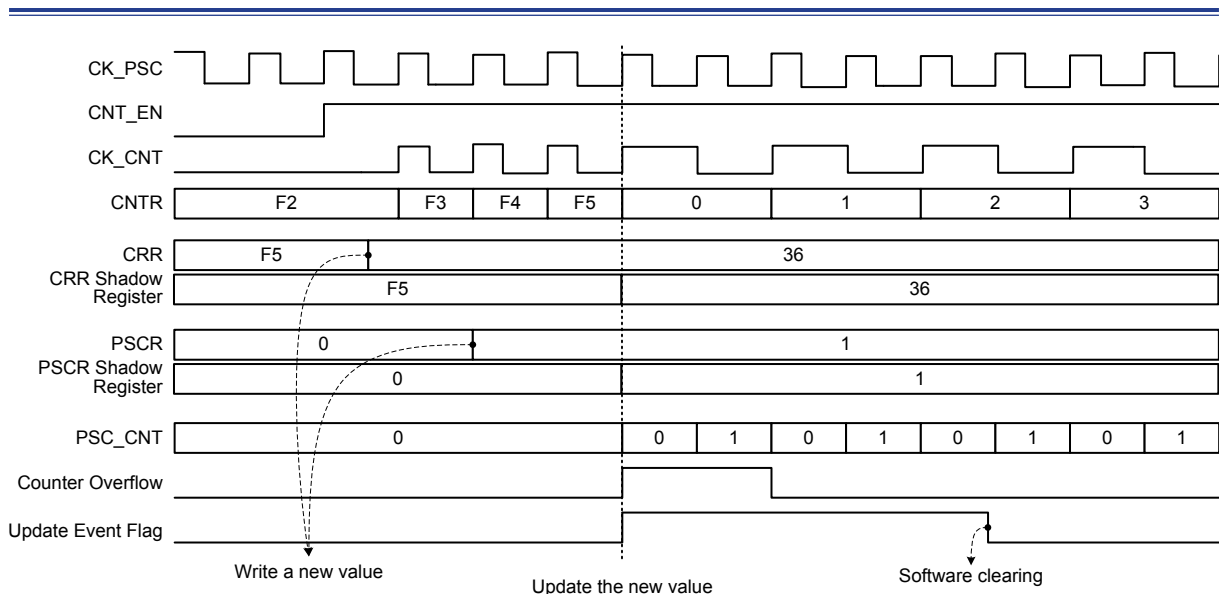 CK_PSC
CNT_EN
CK_CNT
CNTR F2 F3 F4 F5 0 1 2 3
CRR F5 36
CRR Shadow
Register F5 36
PSCR 0 1
PSCR Shadow
Register 0 1
PSC_CNT 0 0 1 0 1 0 1 0 1
Counter Overflow
Update Event Flag
Write a new value
Update the new value
Software clearing